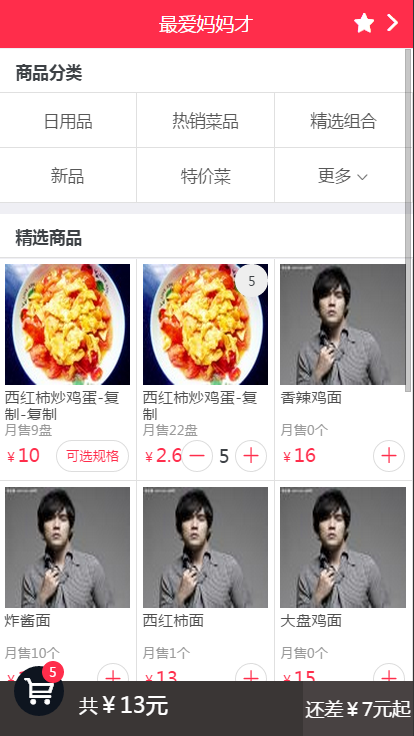 最爱妈妈才
商品分类
日用品 热销菜品 精选组合
新品 特价菜 更多
精选商品
5
西红柿炒鸡蛋-复制-复制
月售9盘
¥10 可选规格
西红柿炒鸡蛋-复制
月售22盘
¥2.6 5
香辣鸡面
月售0个
¥16
炸酱面
月售10个
西红柿面
月售1个
¥13
大盘鸡面
月售0个
¥15
5
共¥13元
还差¥7元起